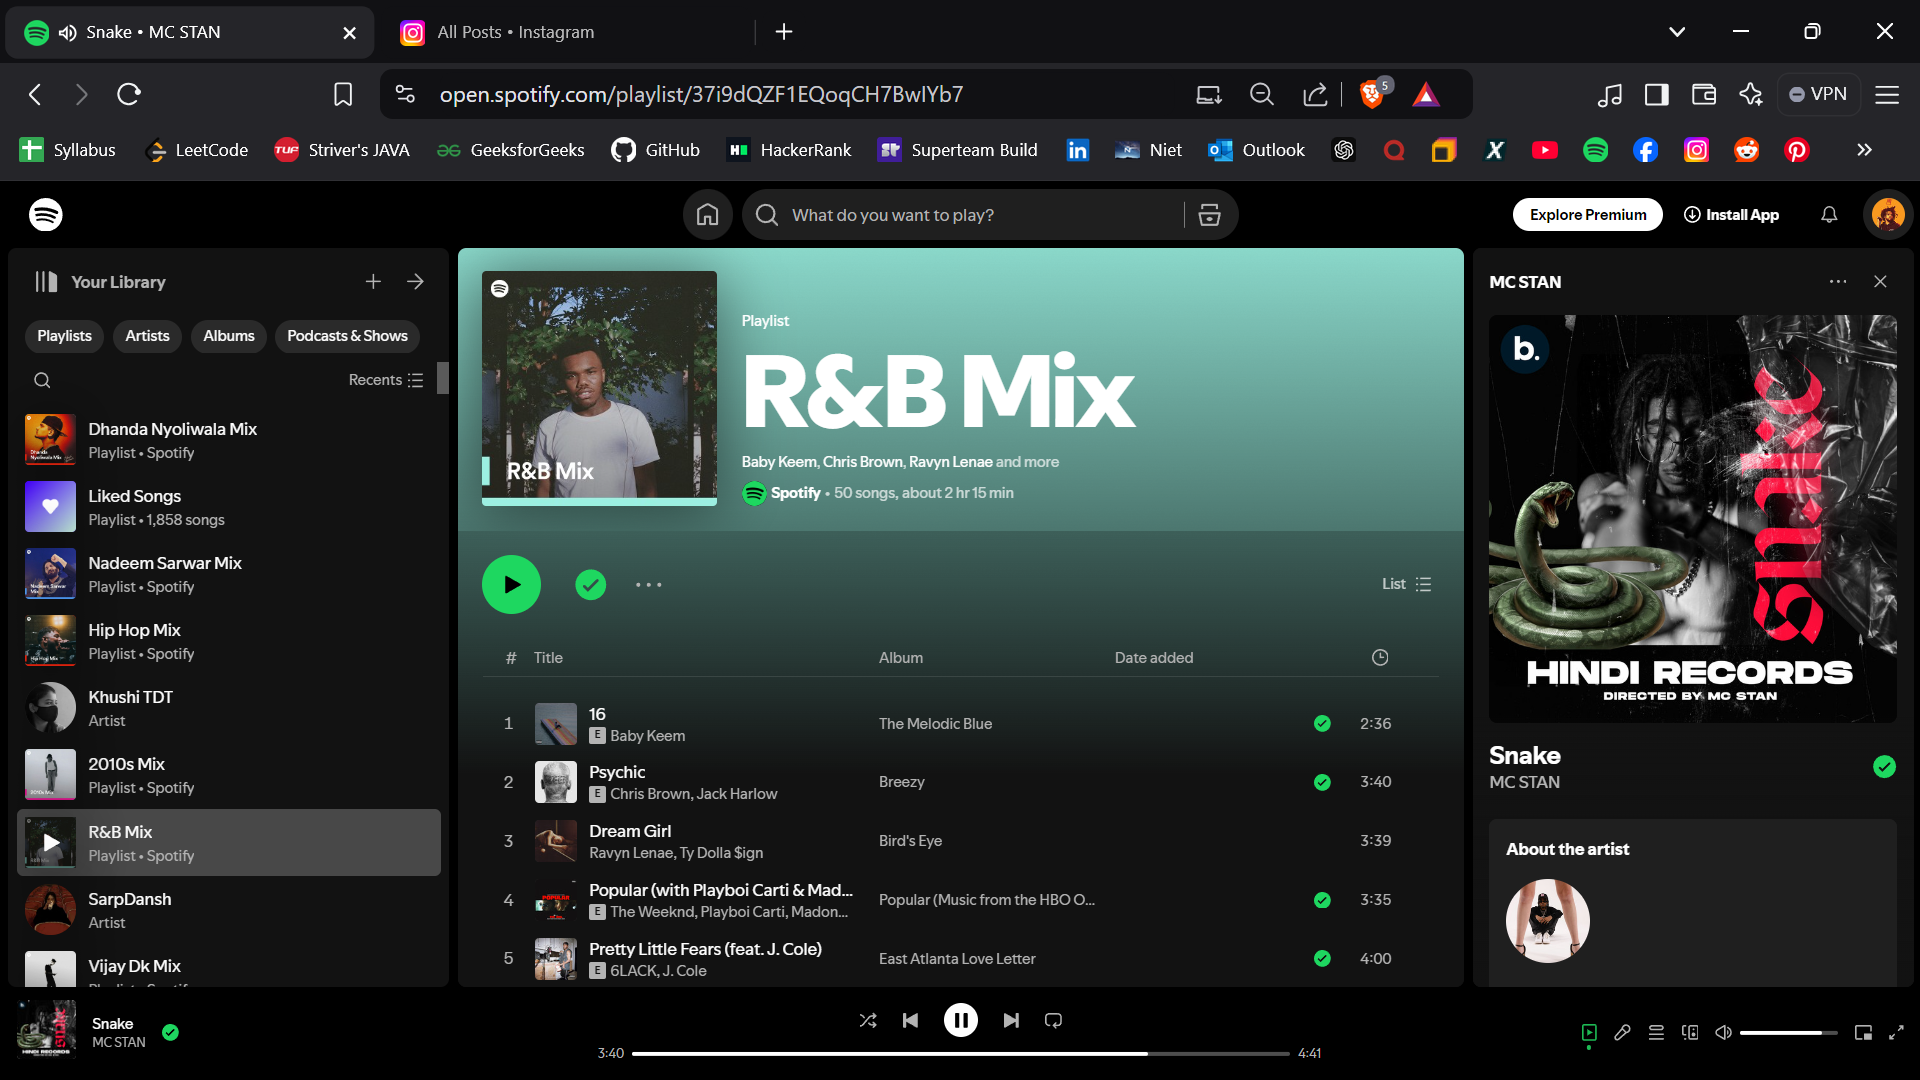 Snake • MC STAN
All Posts • Instagram
open.spotify.com/playlist/37i9dQZF1EQoqCH7BwIYb7
5
VPN
Syllabus
LeetCode
TUF
Striver's JAVA
GeeksforGeeks
GitHub
HackerRank
ST
Superteam Build
Niet
Outlook
What do you want to play?
Explore Premium
Install App
Your Library
Playlists
Artists
Albums
Podcasts & Shows
Recents
Dhanda Nyoliwala Mix
Playlist • Spotify
Liked Songs
Playlist • 1,858 songs
Nadeem Sarwar Mix
Playlist • Spotify
Hip Hop Mix
Playlist • Spotify
Khushi TDT
Artist
2010s Mix
Playlist • Spotify
R&B Mix
Playlist • Spotify
SarpDansh
Artist
Vijay Dk Mix
R&B Mix
Playlist
R&B Mix
Baby Keem, Chris Brown, Ravyn Lenae and more
Spotify • 50 songs, about 2 hr 15 min
List
# Title Album Date added
1 16 The Melodic Blue 2:36
E Baby Keem
2 Psychic Breezy 3:40
E Chris Brown, Jack Harlow
3 Dream Girl Bird's Eye 3:39
Ravyn Lenae, Ty Dolla $ign
4 Popular (with Playboi Carti & Mad... Popular (Music from the HBO O... 3:35
E The Weeknd, Playboi Carti, Madon...
5 Pretty Little Fears (feat. J. Cole) East Atlanta Love Letter 4:00
E 6LACK, J. Cole
MC STAN
b.
HINDI RECORDS
DIRECTED BY MC STAN
Snake
MC STAN
About the artist
Snake
MC STAN
3:40
4:41